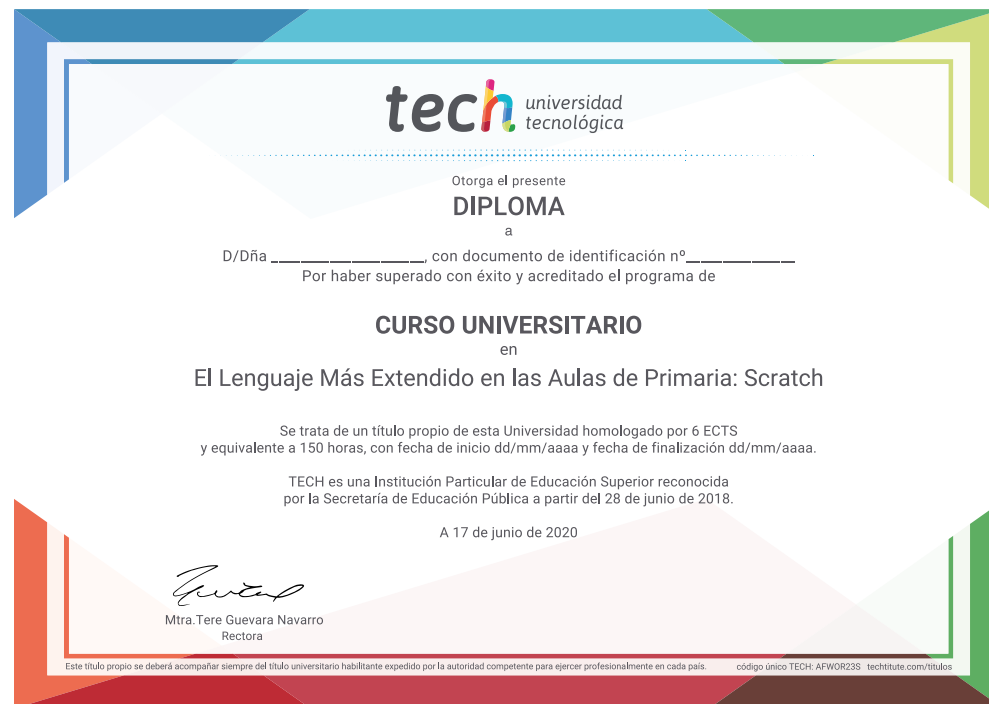 tech universidad
tecnológica
Otorga el presente
DIPLOMA
a
D/Dña ____________________, con documento de identificación nº______________
Por haber superado con éxito y acreditado el programa de
CURSO UNIVERSITARIO
en
El Lenguaje Más Extendido en las Aulas de Primaria: Scratch
Se trata de un título propio de esta Universidad homologado por 6 ECTS
y equivalente a 150 horas, con fecha de inicio dd/mm/aaaa y fecha de finalización dd/mm/aaaa.
TECH es una Institución Particular de Educación Superior reconocida
por la Secretaría de Educación Pública a partir del 28 de junio de 2018.
A 17 de junio de 2020
Mtra.Tere Guevara Navarro
Rectora
Este título propio se deberá acompañar siempre del título universitario habilitante expedido por la autoridad competente para ejercer profesionalmente en cada país. código único TECH: AFWOR23S techtitute.com/titulos